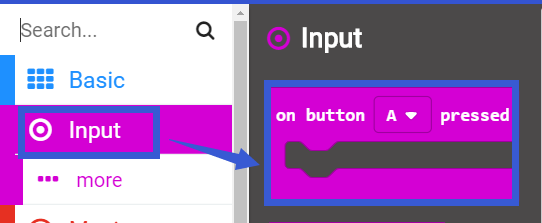 Search...
Basic
Input
more
Input
on button A pressed